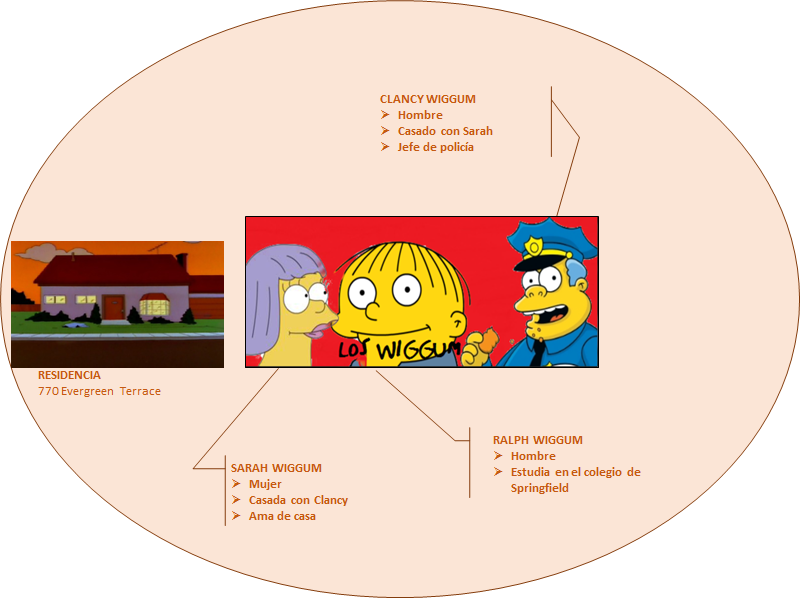 CLANCY WIGGUM
➢ Hombre
➢ Casado con Sarah
➢ Jefe de policía
LOS WIGGUM
RESIDENCIA
770 Evergreen Terrace
RALPH WIGGUM
➢ Hombre
➢ Estudia en el colegio de
Springfield
SARAH WIGGUM
➢ Mujer
➢ Casada con Clancy
➢ Ama de casa